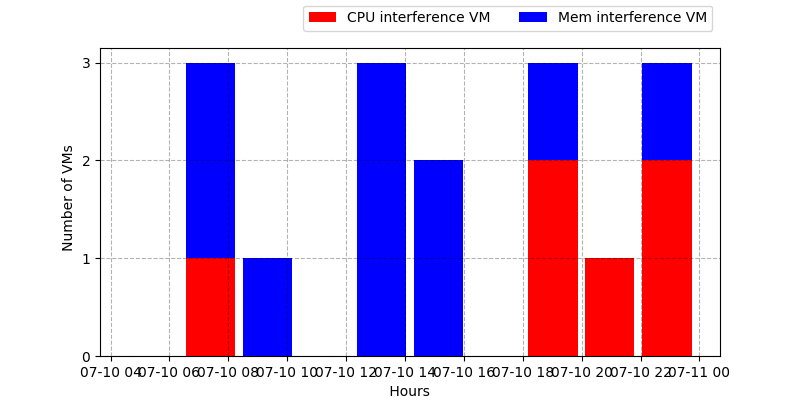 CPU interference VM Mem interference VM
3
2
1
0
Number of VMs
07-10 04 07-10 06 07-10 08 07-10 10 07-10 12 07-10 14 07-10 16 07-10 18 07-10 20 07-10 22 07-11 00
Hours